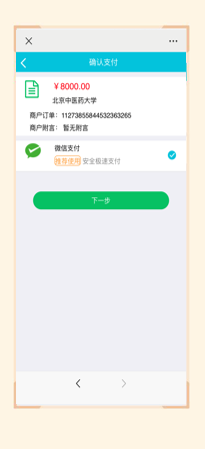 确认支付
￥8000.00
北京中医药大学
商户订单：11273855844532363265
商户附言：暂无附言
微信支付
推荐使用 安全极速支付
下一步